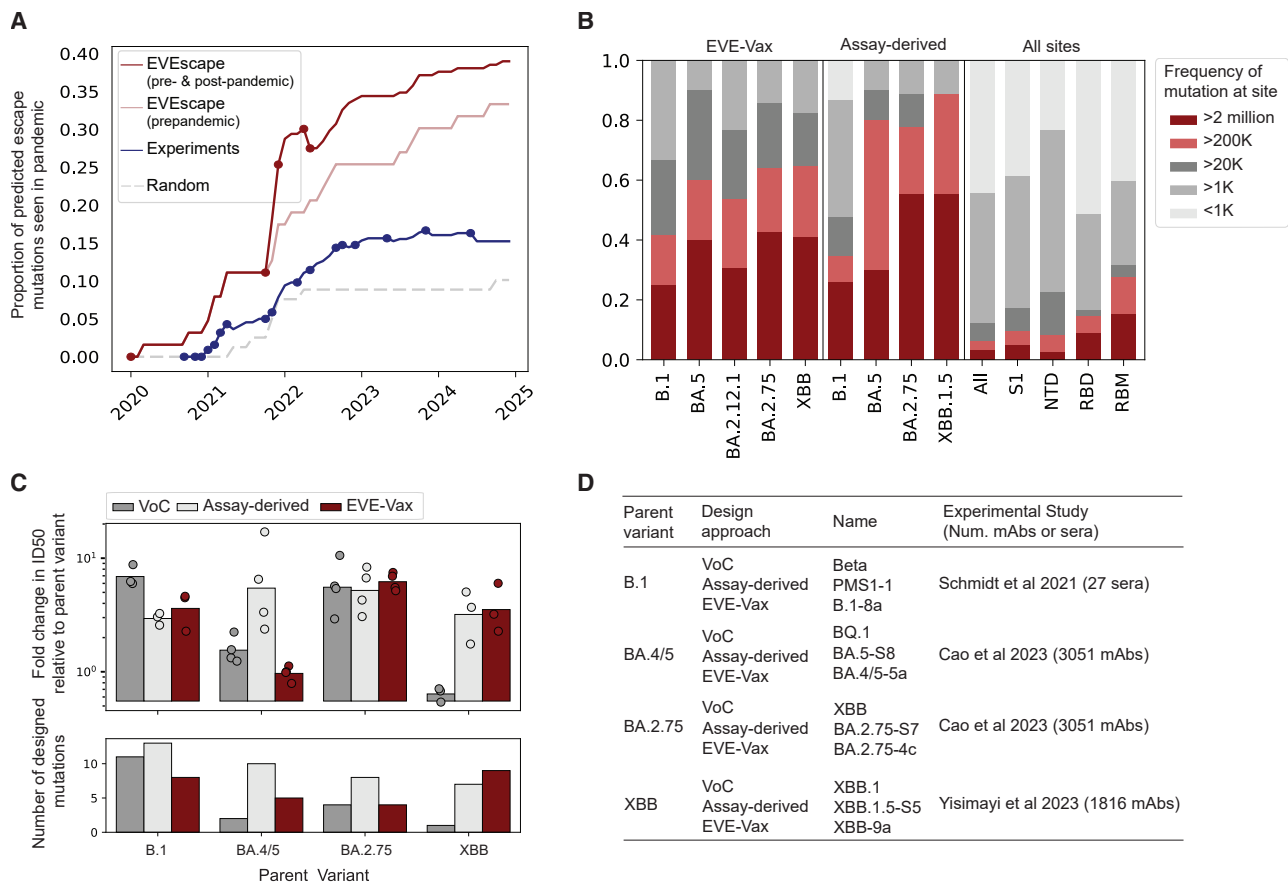 A
0.40
0.35
0.30
0.25
0.20
0.15
0.10
0.05
0.00
Proportion of predicted escape
mutations seen in pandemic
EVEscape
(pre- & post-pandemic)
EVEscape
(prepandemic)
Experiments
Random
2020
2021
2022
2023
2024
2025
B
EVE-Vax
Assay-derived
All sites
1.0
0.8
0.6
0.4
0.2
0.0
B.1
BA.5
BA.2.12.1
BA.2.75
XBB
B.1
BA.5
BA.2.75
XBB.1.5
All
S1
NTD
RBD
RBM
Frequency of
mutation at site
>2 million
>200K
>20K
>1K
<1K
C
VoC
Assay-derived
EVE-Vax
Fold change in ID50
relative to parent variant
10¹
10⁰
Number of designed
mutations
10
5
0
B.1
BA.4/5
BA.2.75
XBB
Parent Variant
D
Parent
variant
Design
approach
Name
Experimental Study
(Num. mAbs or sera)
B.1
VoC
Assay-derived
EVE-Vax
Beta
PMS1-1
B.1-8a
Schmidt et al 2021 (27 sera)
BA.4/5
VoC
Assay-derived
EVE-Vax
BQ.1
BA.5-S8
BA.4/5-5a
Cao et al 2023 (3051 mAbs)
BA.2.75
VoC
Assay-derived
EVE-Vax
XBB
BA.2.75-S7
BA.2.75-4c
Cao et al 2023 (3051 mAbs)
XBB
VoC
Assay-derived
EVE-Vax
XBB.1
XBB.1.5-S5
XBB-9a
Yisimayi et al 2023 (1816 mAbs)